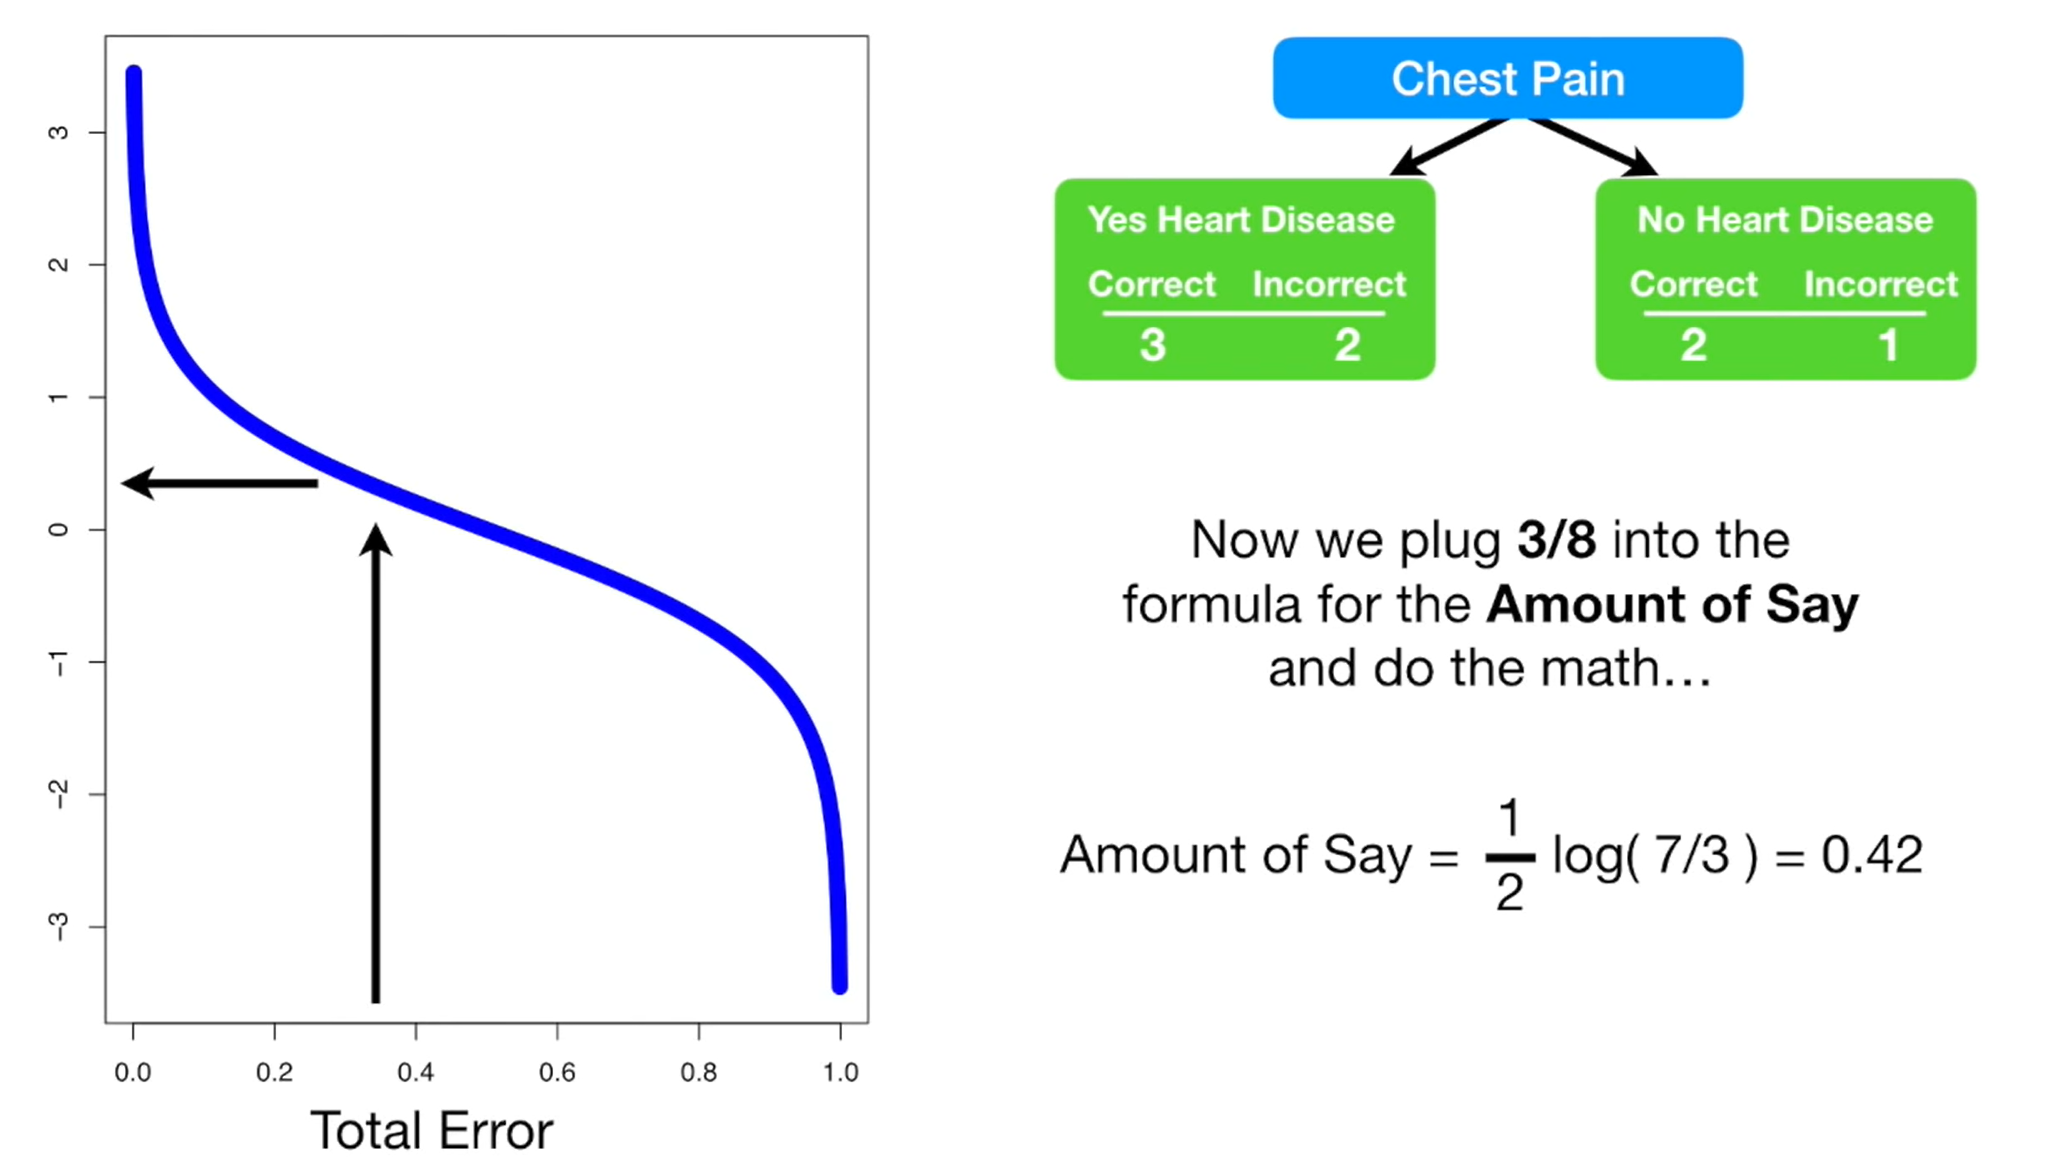 3
2
1
0
-1
-2
-3
0.0 0.2 0.4 0.6 0.8 1.0
Total Error
Chest Pain
Yes Heart Disease
Correct Incorrect
3 2
No Heart Disease
Correct Incorrect
2 1
Now we plug 3/8 into the
formula for the Amount of Say
and do the math…
Amount of Say = 1/2 log( 7/3 ) = 0.42